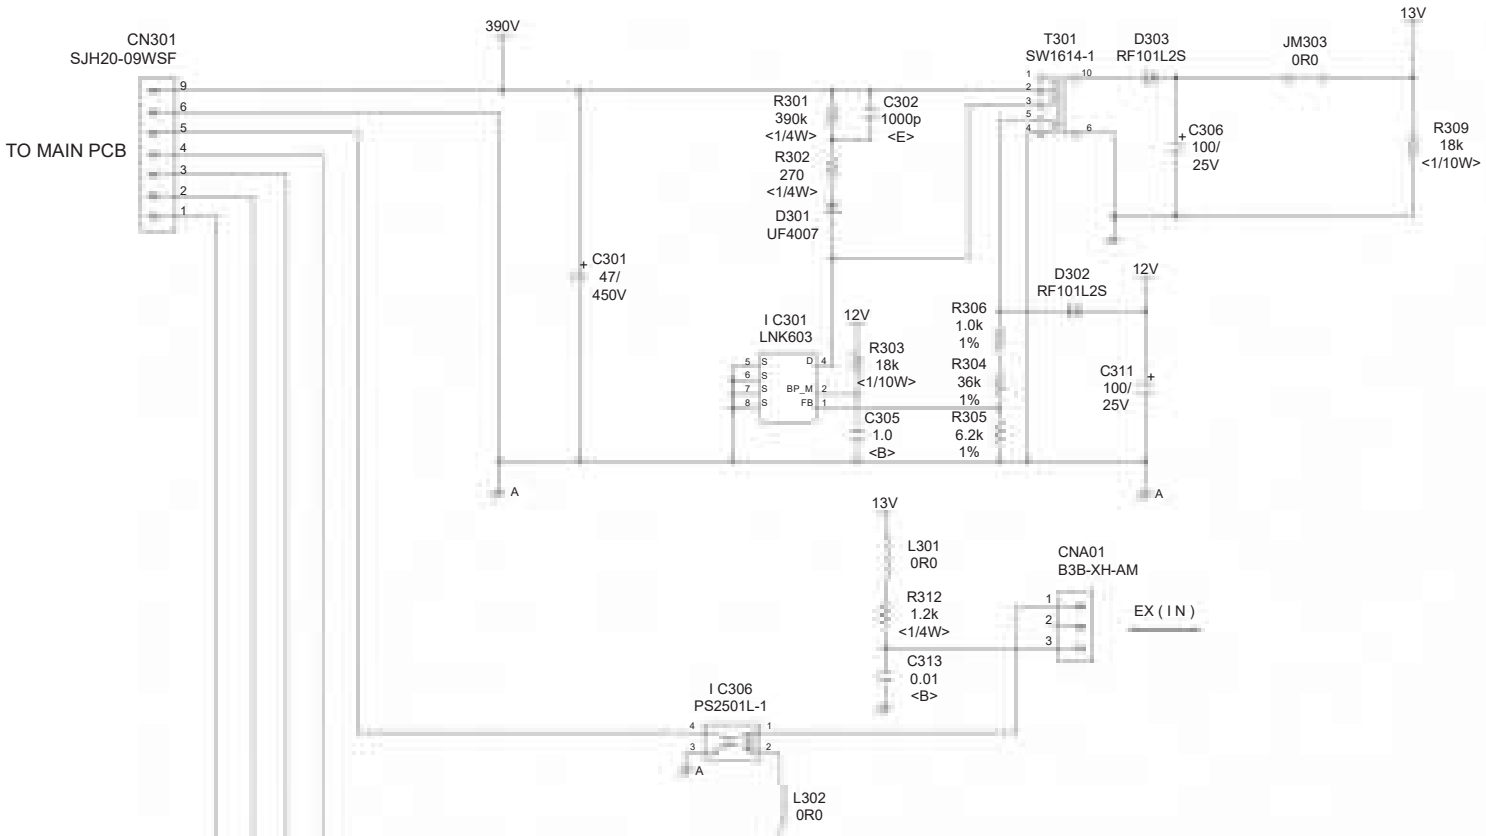 390V
13V
CN301
SJH20-09WSF
T301
SW1614-1
D303
RF101L2S
JM303
0R0
9
6
5
4
3
2
1
TO MAIN PCB
R301
390k
<1/4W>
C302
1000p
<E>
R302
270
<1/4W>
D301
UF4007
1
2
3
5
4
10
6
C306
+
100/
25V
R309
18k
<1/10W>
C301
+
47/
450V
D302
RF101L2S
12V
I C301
LNK603
12V
R303
18k
<1/10W>
R306
1.0k
1%
R304
36k
1%
R305
6.2k
1%
5 S D 4
6 S
7 S BP_M 2
8 S FB 1
C305
1.0
<B>
C311
+
100/
25V
A
A
13V
L301
0R0
R312
1.2k
<1/4W>
C313
0.01
<B>
CNA01
B3B-XH-AM
1
2
3
EX ( I N )
I C306
PS2501L-1
4 1
3 2
A
L302
0R0